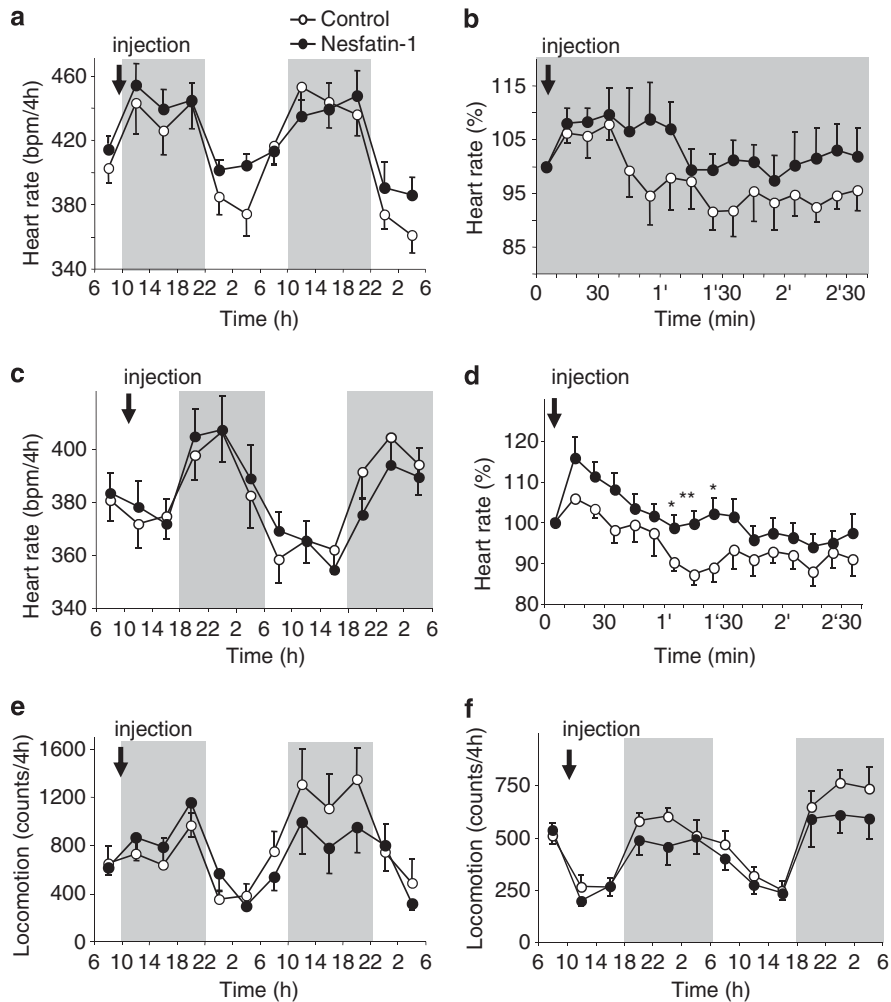 a
Control
Nesfatin-1
injection
460
420
380
340
Heart rate (bpm/4h)
6 10 14 18 22 2 6 10 14 18 22 2 6
Time (h)
b
injection
115
105
95
85
Heart rate (%)
0 30 1' 1'30 2' 2'30
Time (min)
c
injection
400
380
360
340
Heart rate (bpm/4h)
6 10 14 18 22 2 6 10 14 18 22 2 6
Time (h)
d
injection
120
110
100
90
80
* ** *
Heart rate (%)
0 30 1' 1'30 2' 2'30
Time (min)
e
injection
1600
1200
800
400
0
Locomotion (counts/4h)
6 10 14 18 22 2 6 10 14 18 22 2 6
Time (h)
f
injection
750
500
250
0
Locomotion (counts/4h)
6 10 14 18 22 2 6 10 14 18 22 2 6
Time (h)